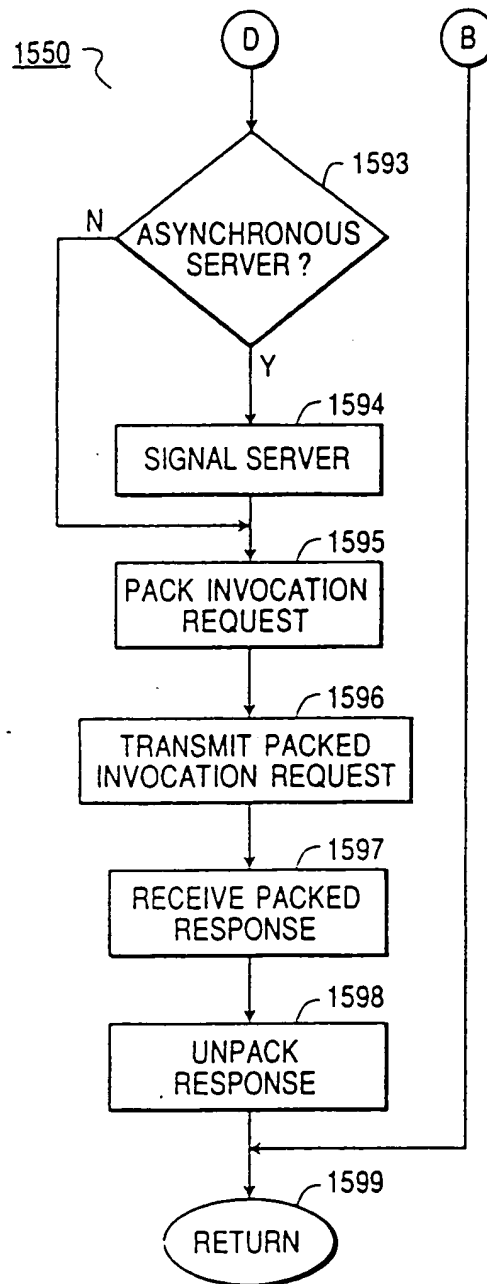 D
B
1550
1593
N
ASYNCHRONOUS
SERVER ?
Y
1594
SIGNAL SERVER
1595
PACK INVOCATION
REQUEST
1596
TRANSMIT PACKED
INVOCATION REQUEST
1597
RECEIVE PACKED
RESPONSE
1598
UNPACK
RESPONSE
1599
RETURN